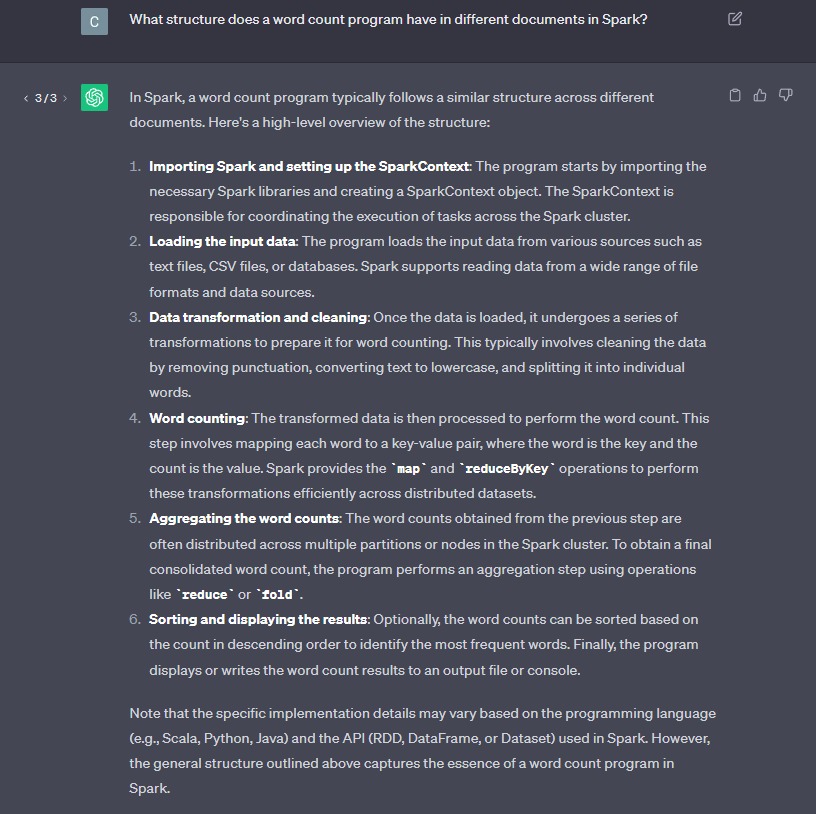 C
What structure does a word count program have in different documents in Spark?
< 3/3 >
In Spark, a word count program typically follows a similar structure across different
documents. Here's a high-level overview of the structure:
1. Importing Spark and setting up the SparkContext: The program starts by importing the
necessary Spark libraries and creating a SparkContext object. The SparkContext is
responsible for coordinating the execution of tasks across the Spark cluster.
2. Loading the input data: The program loads the input data from various sources such as
text files, CSV files, or databases. Spark supports reading data from a wide range of file
formats and data sources.
3. Data transformation and cleaning: Once the data is loaded, it undergoes a series of
transformations to prepare it for word counting. This typically involves cleaning the data
by removing punctuation, converting text to lowercase, and splitting it into individual
words.
4. Word counting: The transformed data is then processed to perform the word count. This
step involves mapping each word to a key-value pair, where the word is the key and the
count is the value. Spark provides the `map` and `reduceByKey` operations to perform
these transformations efficiently across distributed datasets.
5. Aggregating the word counts: The word counts obtained from the previous step are
often distributed across multiple partitions or nodes in the Spark cluster. To obtain a final
consolidated word count, the program performs an aggregation step using operations
like `reduce` or `fold`.
6. Sorting and displaying the results: Optionally, the word counts can be sorted based on
the count in descending order to identify the most frequent words. Finally, the program
displays or writes the word count results to an output file or console.
Note that the specific implementation details may vary based on the programming language
(e.g., Scala, Python, Java) and the API (RDD, DataFrame, or Dataset) used in Spark. However,
the general structure outlined above captures the essence of a word count program in
Spark.